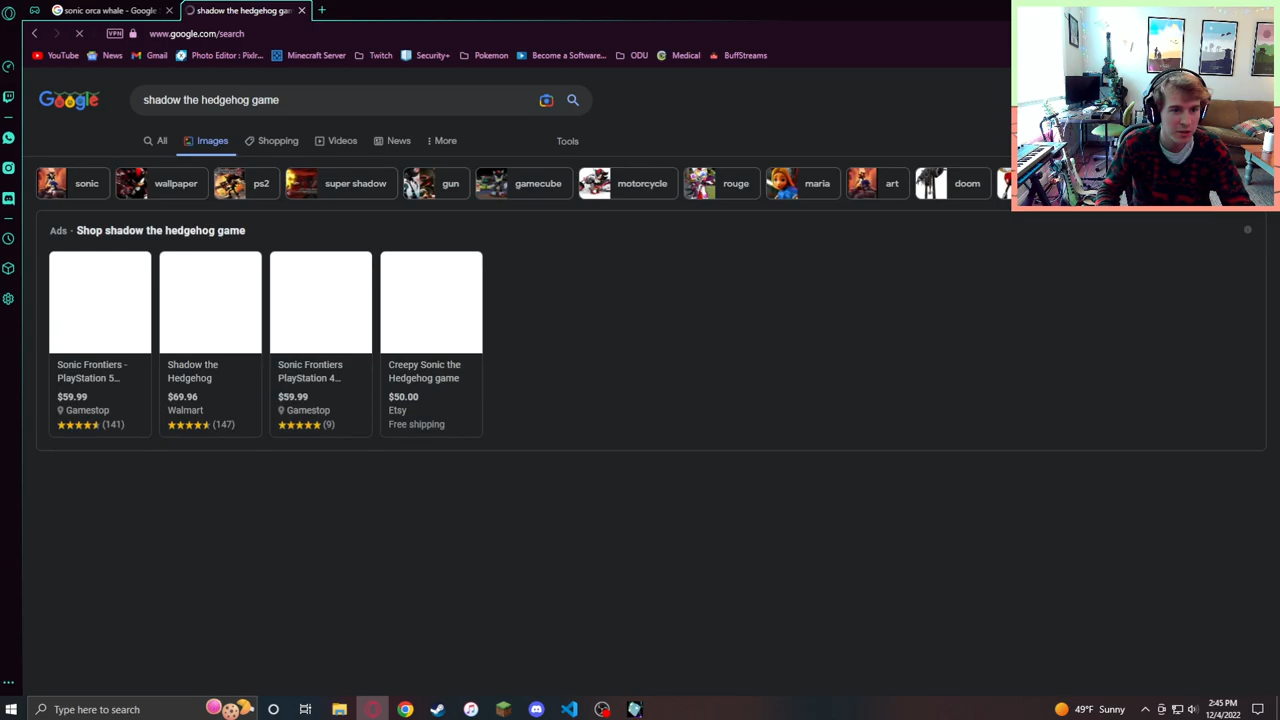 sonic orca whale - Google
shadow the hedgehog gam
VPN
www.google.com/search
YouTube
News
Gmail
Photo Editor : Pixlr...
Minecraft Server
Twitch
Security+
Pokemon
Become a Software...
ODU
Medical
BuffStreams
Google
shadow the hedgehog game
All
Images
Shopping
Videos
News
More
Tools
sonic
wallpaper
ps2
super shadow
gun
gamecube
motorcycle
rouge
maria
art
doom
Ads · Shop shadow the hedgehog game
Sonic Frontiers -
PlayStation 5...
$59.99
Gamestop
(141)
Shadow the
Hedgehog
$69.96
Walmart
(147)
Sonic Frontiers
PlayStation 4...
$59.99
Gamestop
(9)
Creepy Sonic the
Hedgehog game
$50.00
Etsy
Free shipping
Type here to search
49°F Sunny
2:45 PM
12/4/2022